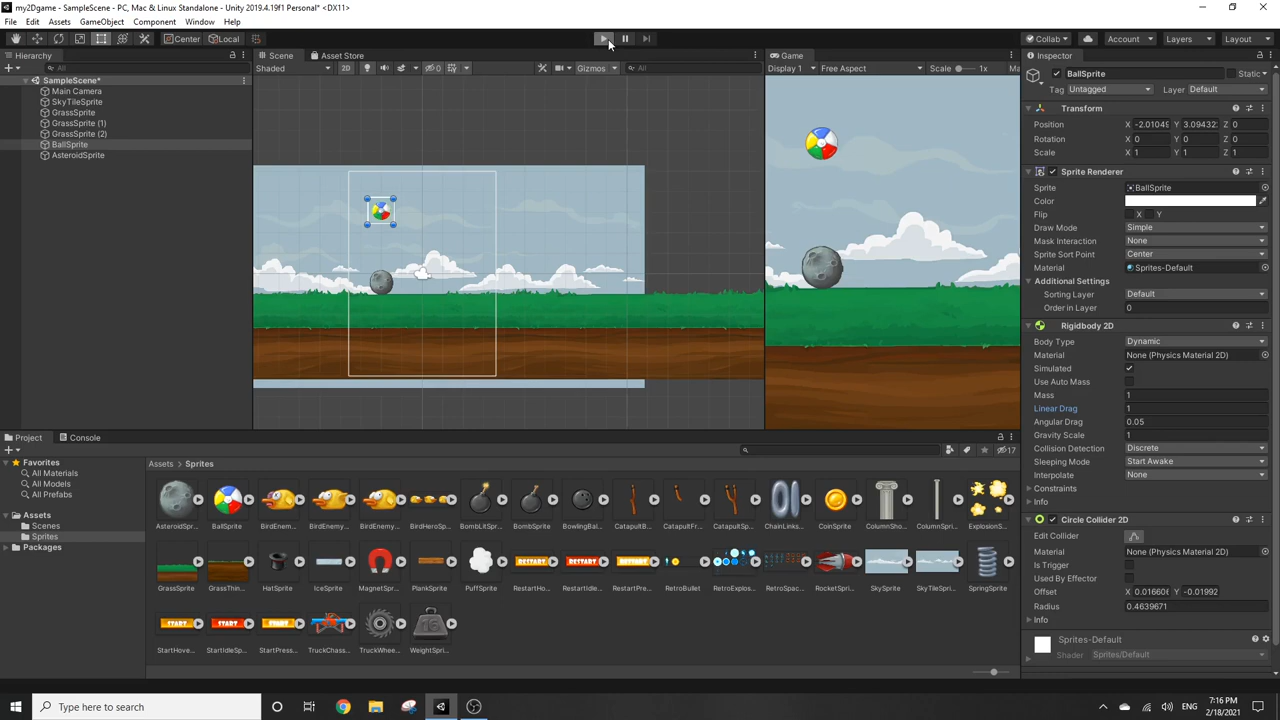 my2Dgame - SampleScene - PC, Mac & Linux Standalone - Unity 2019.4.19f1 Personal* <DX11>
File Edit Assets GameObject Component Window Help
Center Local Collab Account Layers Layout
Hierarchy
All
SampleScene*
Main Camera
SkyTileSprite
GrassSprite
GrassSprite (1)
GrassSprite (2)
BallSprite
AsteroidSprite
Scene Asset Store
Shaded 2D 0 Gizmos All
Game
Display 1 Free Aspect Scale 1x Ma
Inspector
BallSprite Static
Tag Untagged Layer Default
Transform
Position X -2.0104 Y 3.09432 Z 0
Rotation X 0 Y 0 Z 0
Scale X 1 Y 1 Z 1
Sprite Renderer
Sprite BallSprite
Color
Flip X Y
Draw Mode Simple
Mask Interaction None
Sprite Sort Point Center
Material Sprites-Default
Additional Settings
Sorting Layer Default
Order in Layer 0
Rigidbody 2D
Body Type Dynamic
Material None (Physics Material 2D)
Simulated
Use Auto Mass
Mass 1
Linear Drag 1
Angular Drag 0.05
Gravity Scale 1
Collision Detection Discrete
Sleeping Mode Start Awake
Interpolate None
Constraints
Info
Circle Collider 2D
Edit Collider
Material None (Physics Material 2D)
Is Trigger
Used By Effector
Offset X 0.01660 Y -0.01992
Radius 0.4639671
Info
Sprites-Default
Shader Sprites/Default
Project Console
17
Favorites
All Materials
All Models
All Prefabs
Assets
Scenes
Sprites
Packages
Assets > Sprites
AsteroidSpr... BallSprite BirdEnem... BirdEnemy... BirdEnemy... BirdHeroSp... BombLitSpr... BombSprite BowlingBal... CatapultB... CatapultFr... CatapultSp... ChainLinks... CoinSprite ColumnSho... ColumnSpri... ExplosionS...
GrassSprite GrassThin... HatSprite IceSprite MagnetSpr... PlankSprite PuffSprite RestartHo... RestartIdle... RestartPre... RetroBullet RetroExplos... RetroSpac... RocketSpri... SkySprite SkyTileSpri... SpringSprite
StartHove... StartIdleSp... StartPress... TruckChass... TruckWhee... WeightSpri...
Type here to search
7:16 PM
2/18/2021